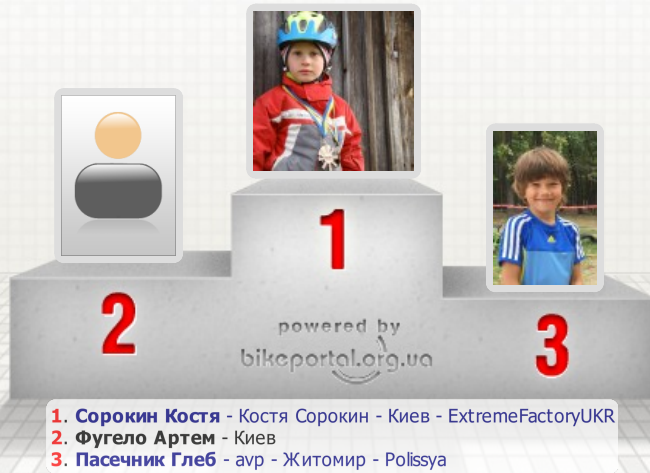 1
2
3
powered by
bikeportal.org.ua
1. Сорокин Костя - Костя Сорокин - Киев - ExtremeFactoryUKR
2. Фугело Артем - Киев
3. Пасечник Глеб - avp - Житомир - Polissya